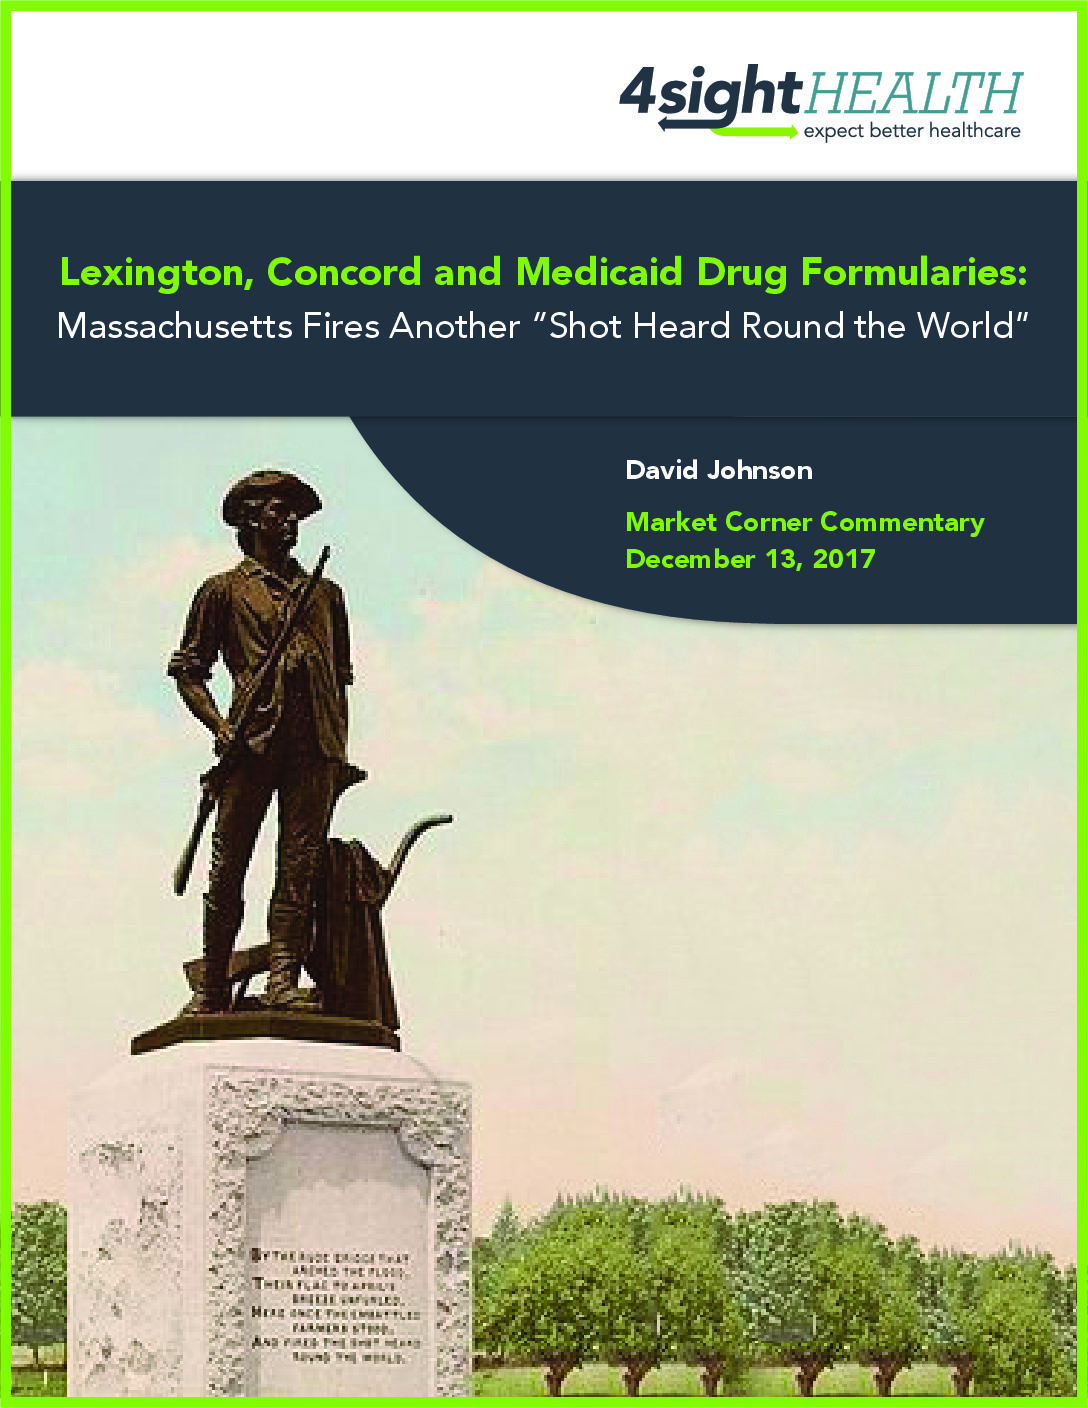 4sight HEALTH
expect better healthcare
Lexington, Concord and Medicaid Drug Formularies:
Massachusetts Fires Another “Shot Heard Round the World”
David Johnson
Market Corner Commentary
December 13, 2017
BY THE RUDE BRIDGE THAT
ARCHED THE FLOOD,
THEIR FLAG TO APRIL'S
BREEZE UNFURLED,
HERE ONCE THE EMBATTLED
FARMERS STOOD,
AND FIRED THE SHOT HEARD
ROUND THE WORLD.